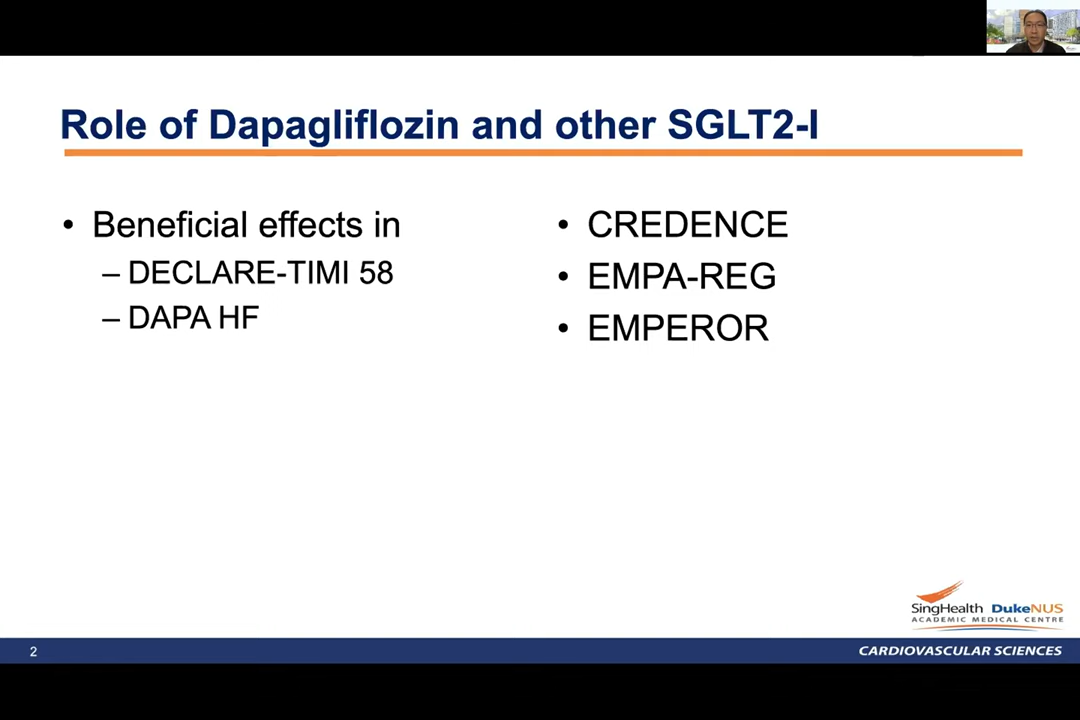 Role of Dapagliflozin and other SGLT2-I
• Beneficial effects in
– DECLARE-TIMI 58
– DAPA HF
• CREDENCE
• EMPA-REG
• EMPEROR
SingHealth DukeNUS
ACADEMIC MEDICAL CENTRE
2
CARDIOVASCULAR SCIENCES